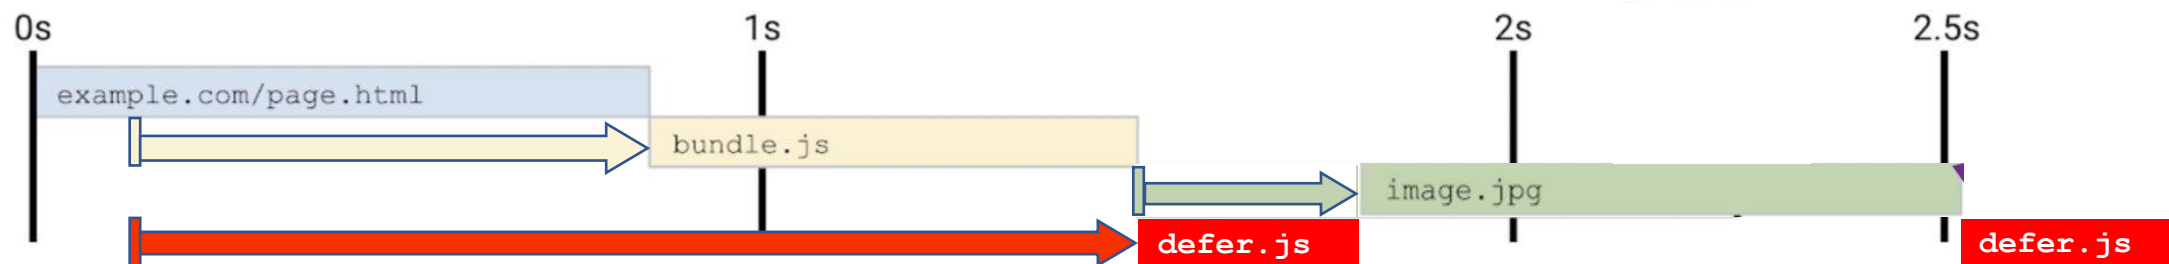 0s 1s 2s 2.5s
example.com/page.html
bundle.js
image.jpg
defer.js defer.js